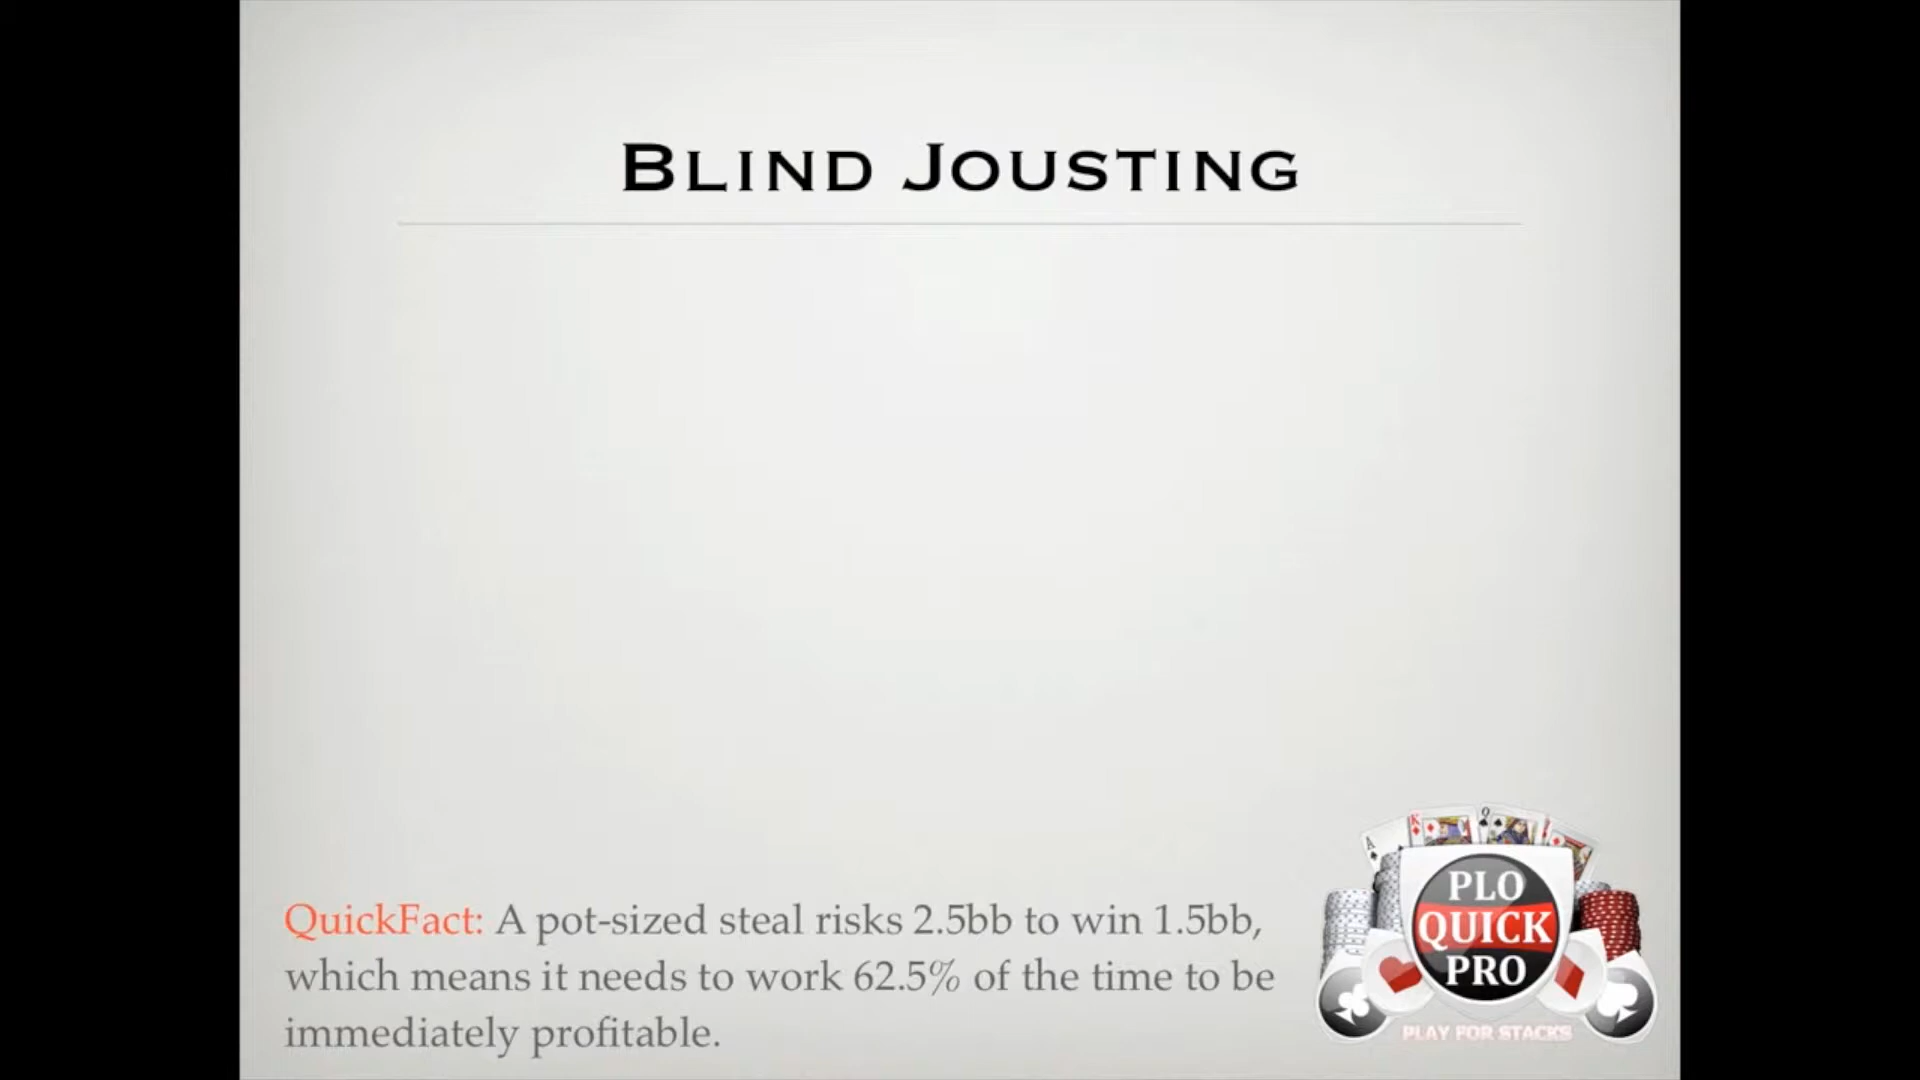 BLIND JOUSTING
QuickFact: A pot-sized steal risks 2.5bb to win 1.5bb,
which means it needs to work 62.5% of the time to be
immediately profitable.
A K Q
PLO
QUICK
PRO
PLAY FOR STACKS